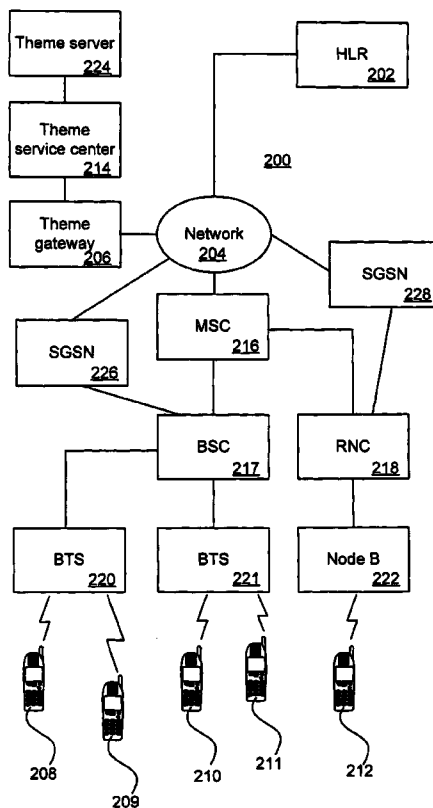 Theme server
224
HLR
202
Theme
service center
214
200
Theme
gateway
206
Network
204
SGSN
228
MSC
216
SGSN
226
BSC
217
RNC
218
BTS
220
BTS
221
Node B
222
208
209
210
211
212